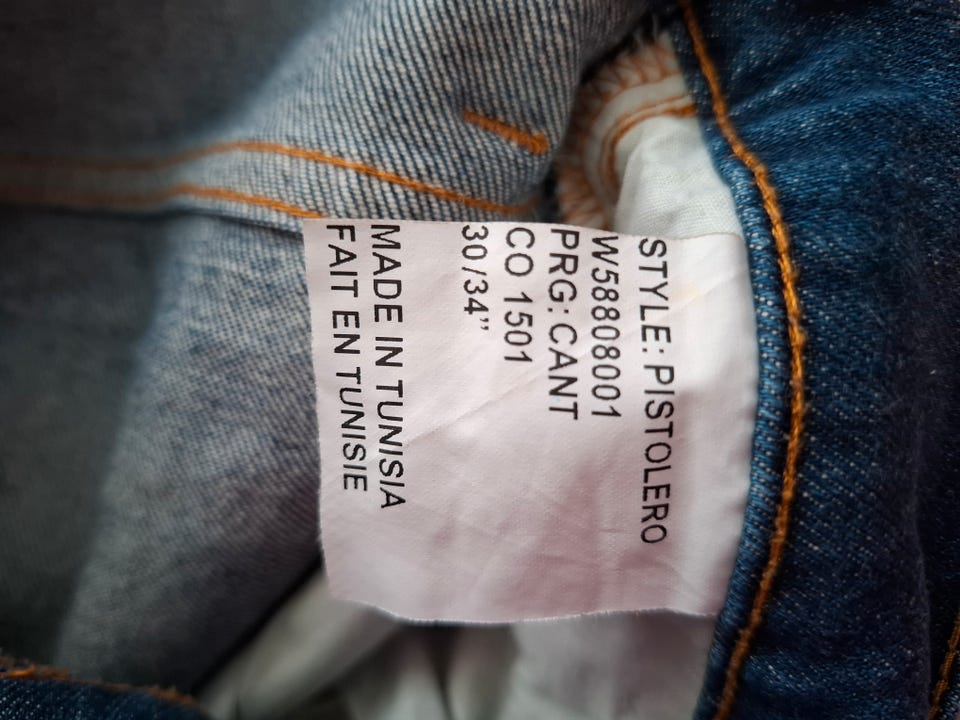 STYLE: PISTOLERO
W58808001
PRG: CANT
CO 1501
30/34”
MADE IN TUNISIA
FAIT EN TUNISIE